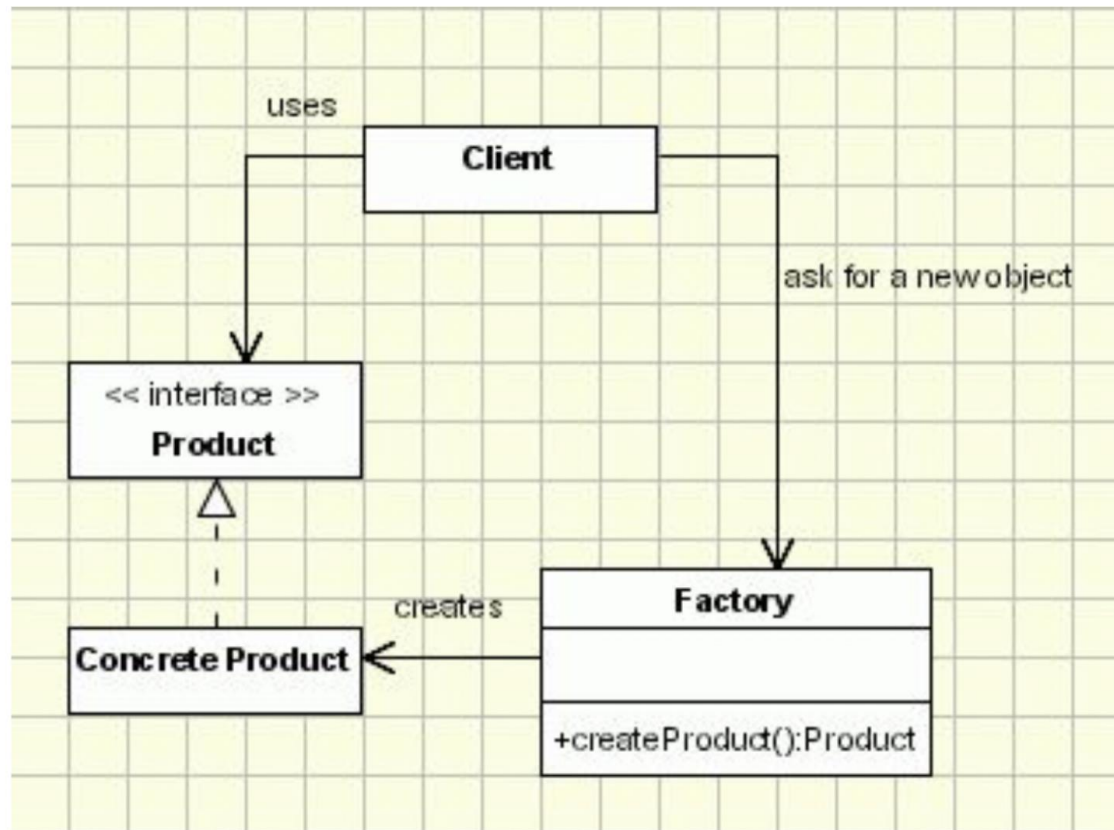 uses
Client
ask for a new object
<< interface >>
Product
creates
Factory
Concrete Product
+createProduct():Product